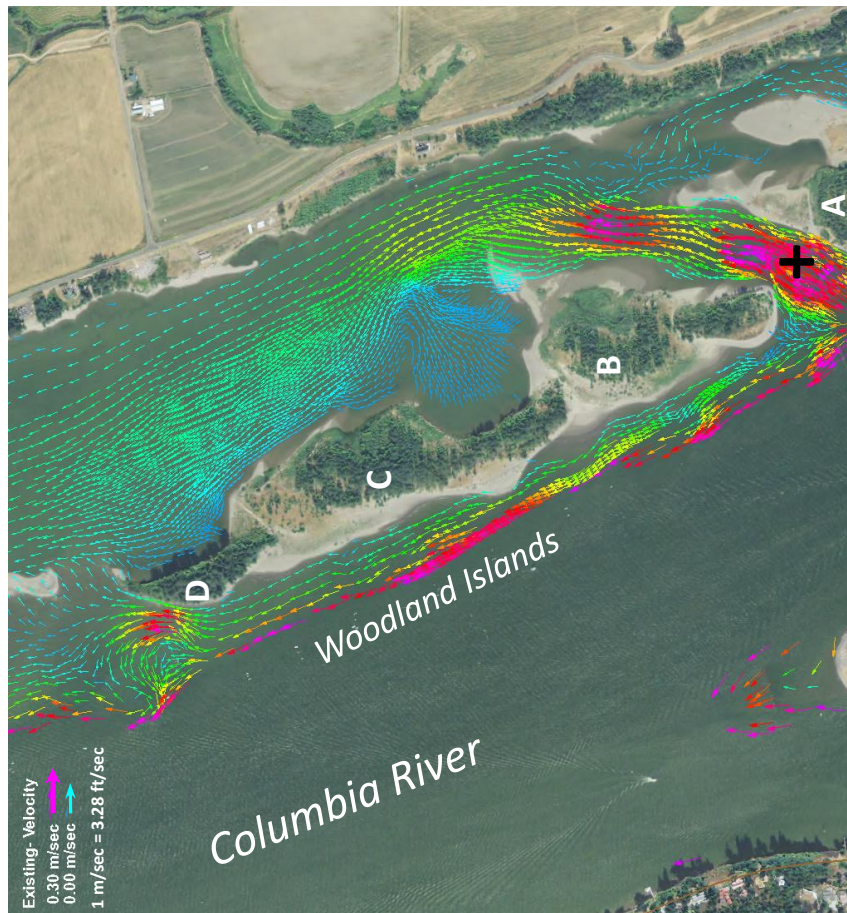 A
B
C
D
Woodland Islands
Columbia River
Existing- Velocity
0.30 m/sec
0.00 m/sec
1 m/sec = 3.28 ft/sec